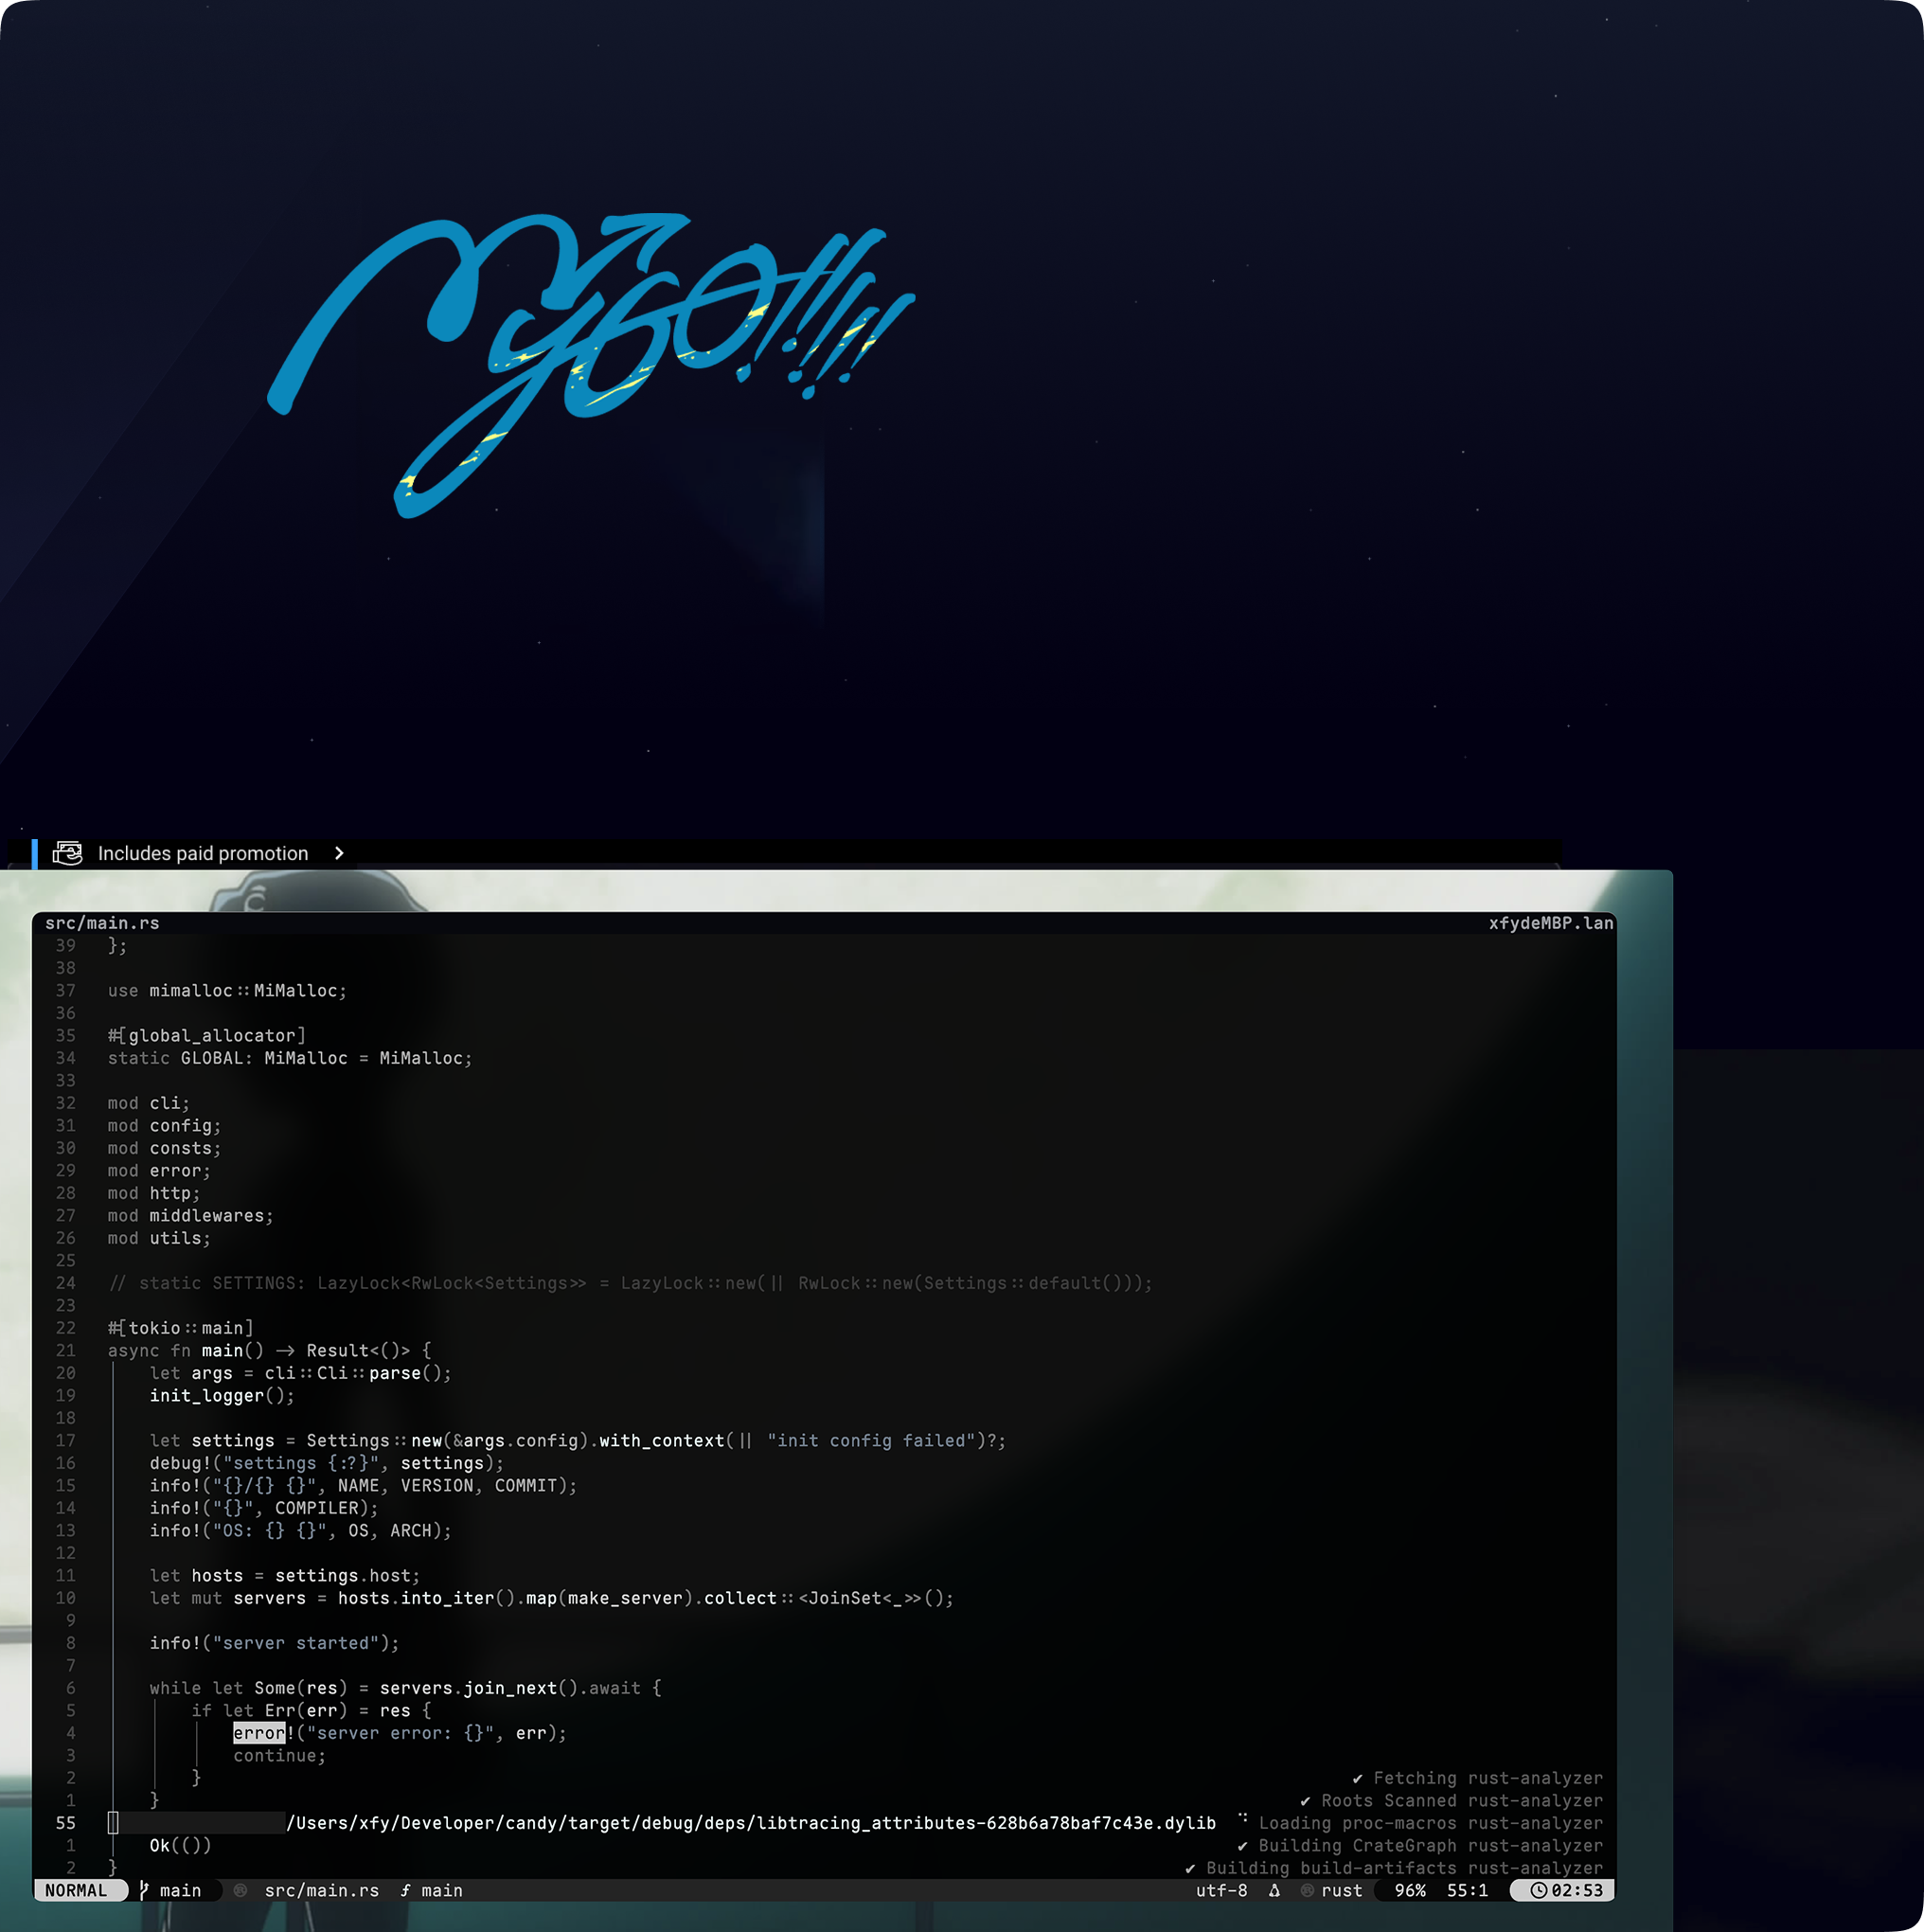 Mygo!!!!!
Includes paid promotion
src/main.rs xfydeMBP.lan
39 };
38
37 use mimalloc::MiMalloc;
36
35 #[global_allocator]
34 static GLOBAL: MiMalloc = MiMalloc;
33
32 mod cli;
31 mod config;
30 mod consts;
29 mod error;
28 mod http;
27 mod middlewares;
26 mod utils;
25
24 // static SETTINGS: LazyLock<RwLock<Settings>> = LazyLock::new(|| RwLock::new(Settings::default()));
23
22 #[tokio::main]
21 async fn main() -> Result<()> {
20 let args = cli::Cli::parse();
19 init_logger();
18
17 let settings = Settings::new(&args.config).with_context(|| "init config failed")?;
16 debug!("settings {:?}", settings);
15 info!("{}/{} {}", NAME, VERSION, COMMIT);
14 info!("{}", COMPILER);
13 info!("OS: {} {}", OS, ARCH);
12
11 let hosts = settings.host;
10 let mut servers = hosts.into_iter().map(make_server).collect::<JoinSet<_>>();
9
8 info!("server started");
7
6 while let Some(res) = servers.join_next().await {
5 if let Err(err) = res {
4 error!("server error: {}", err);
3 continue;
2 } ✔ Fetching rust-analyzer
1 } ✔ Roots Scanned rust-analyzer
55 /Users/xfy/Developer/candy/target/debug/deps/libtracing_attributes-628b6a78baf7c43e.dylib Loading proc-macros rust-analyzer
1 Ok(()) ✔ Building CrateGraph rust-analyzer
2 } ✔ Building build-artifacts rust-analyzer
NORMAL main src/main.rs main utf-8 rust 96% 55:1 02:53